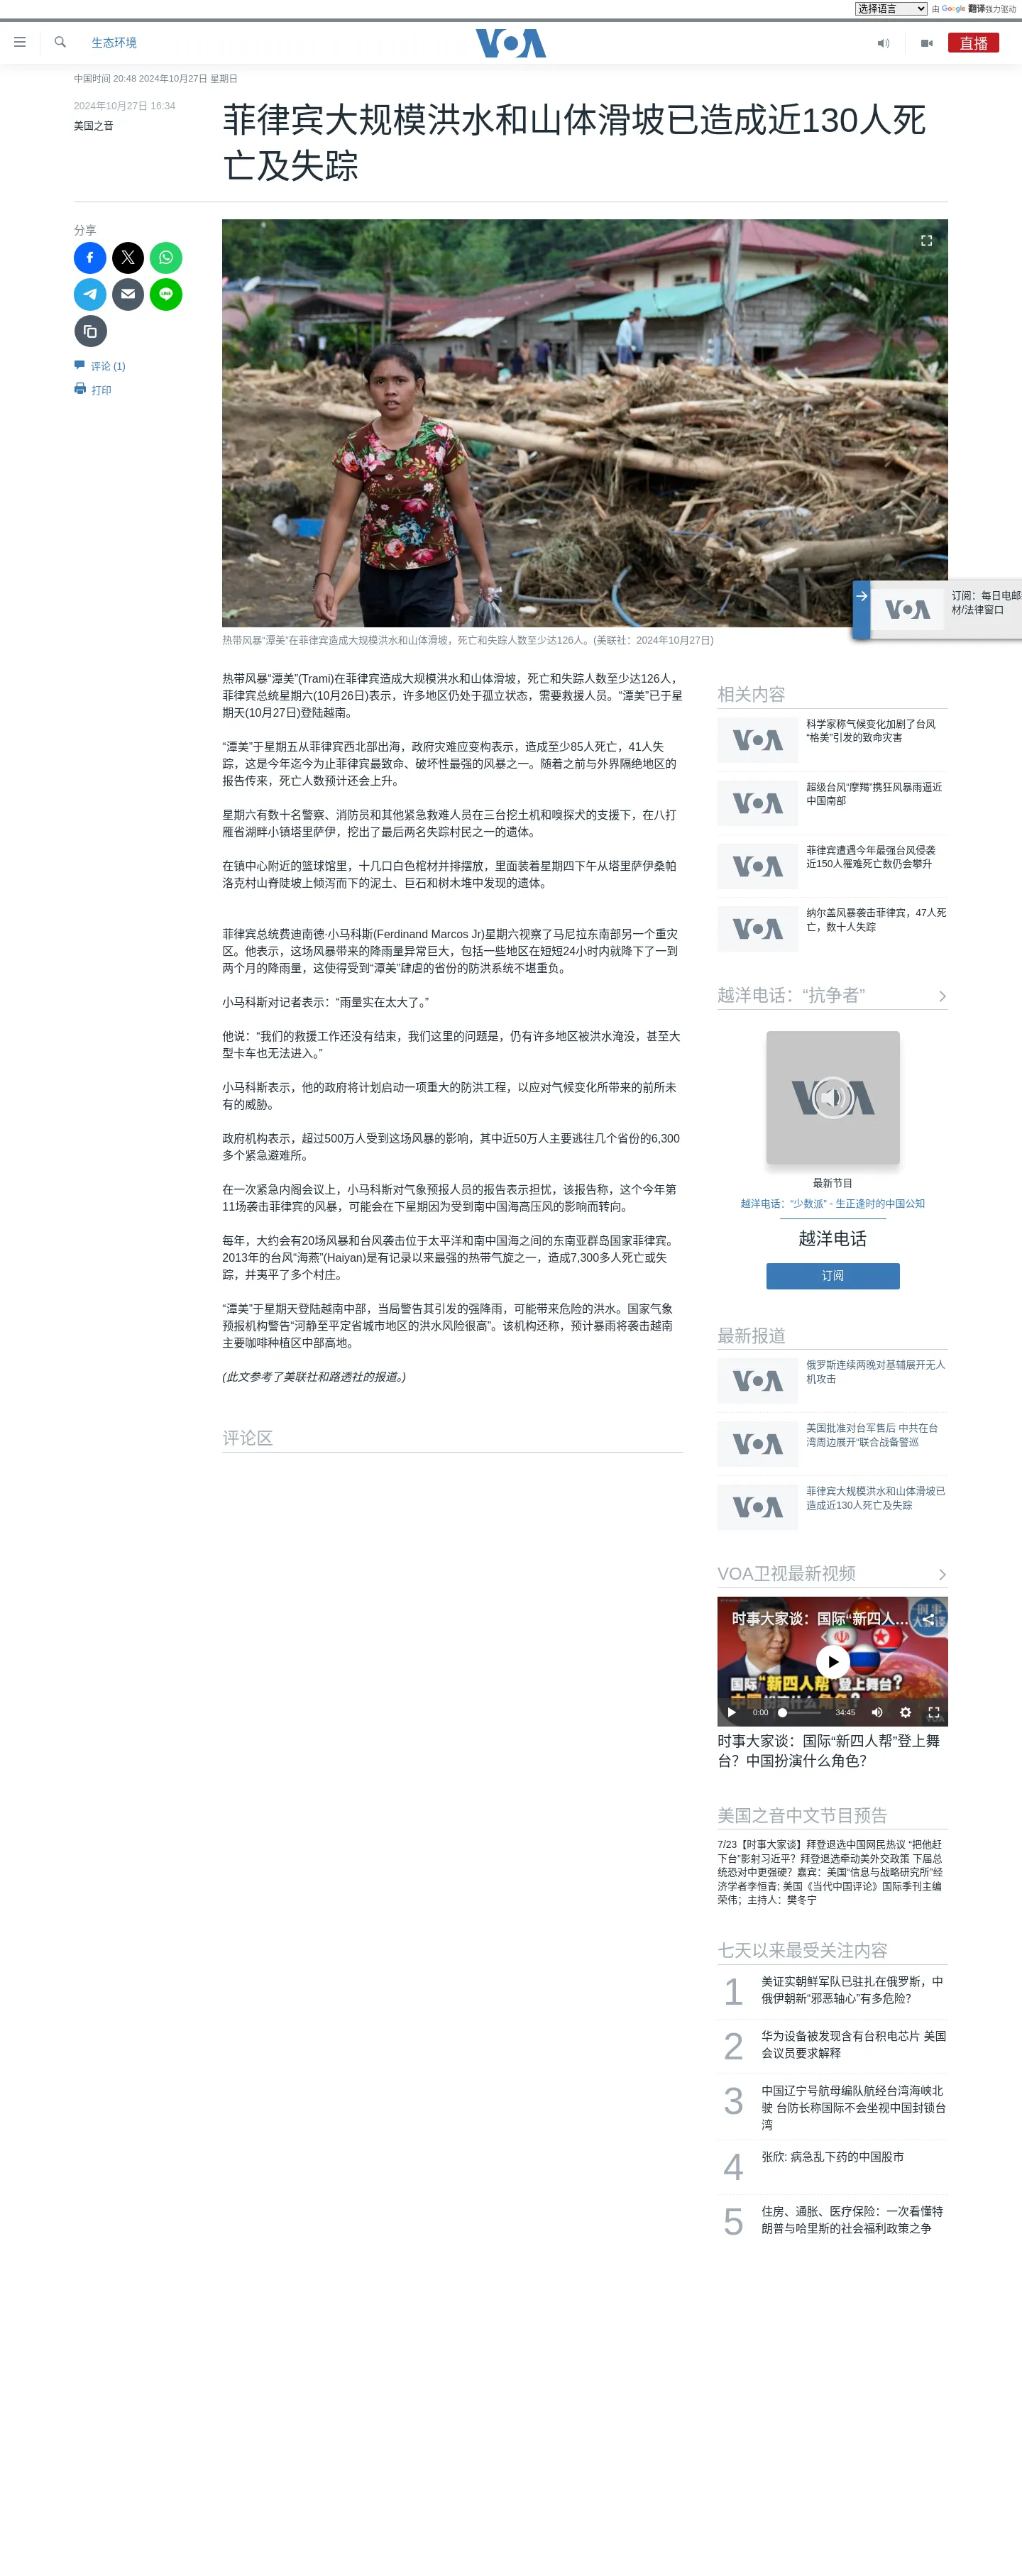 选择语言
由 Google 翻译强力驱动
生态环境
VOA
直播
中国时间 20:48 2024年10月27日 星期日
2024年10月27日 16:34
美国之音
菲律宾大规模洪水和山体滑坡已造成近130人死
亡及失踪
分享
LINE
评论 (1)
打印
热带风暴“潭美”在菲律宾造成大规模洪水和山体滑坡，死亡和失踪人数至少达126人。(美联社：2024年10月27日)
VOA
订阅：每日电邮
材/法律窗口
热带风暴“潭美”(Trami)在菲律宾造成大规模洪水和山体滑坡，死亡和失踪人数至少达126人，
菲律宾总统星期六(10月26日)表示，许多地区仍处于孤立状态，需要救援人员。“潭美”已于星
期天(10月27日)登陆越南。
“潭美”于星期五从菲律宾西北部出海，政府灾难应变构表示，造成至少85人死亡，41人失
踪，这是今年迄今为止菲律宾最致命、破坏性最强的风暴之一。随着之前与外界隔绝地区的
报告传来，死亡人数预计还会上升。
星期六有数十名警察、消防员和其他紧急救难人员在三台挖土机和嗅探犬的支援下，在八打
雁省湖畔小镇塔里萨伊，挖出了最后两名失踪村民之一的遗体。
在镇中心附近的篮球馆里，十几口白色棺材并排摆放，里面装着星期四下午从塔里萨伊桑帕
洛克村山脊陡坡上倾泻而下的泥土、巨石和树木堆中发现的遗体。
菲律宾总统费迪南德·小马科斯(Ferdinand Marcos Jr)星期六视察了马尼拉东南部另一个重灾
区。他表示，这场风暴带来的降雨量异常巨大，包括一些地区在短短24小时内就降下了一到
两个月的降雨量，这使得受到“潭美”肆虐的省份的防洪系统不堪重负。
小马科斯对记者表示：“雨量实在太大了。”
他说：“我们的救援工作还没有结束，我们这里的问题是，仍有许多地区被洪水淹没，甚至大
型卡车也无法进入。”
小马科斯表示，他的政府将计划启动一项重大的防洪工程，以应对气候变化所带来的前所未
有的威胁。
政府机构表示，超过500万人受到这场风暴的影响，其中近50万人主要逃往几个省份的6,300
多个紧急避难所。
在一次紧急内阁会议上，小马科斯对气象预报人员的报告表示担忧，该报告称，这个今年第
11场袭击菲律宾的风暴，可能会在下星期因为受到南中国海高压风的影响而转向。
每年，大约会有20场风暴和台风袭击位于太平洋和南中国海之间的东南亚群岛国家菲律宾。
2013年的台风“海燕”(Haiyan)是有记录以来最强的热带气旋之一，造成7,300多人死亡或失
踪，并夷平了多个村庄。
“潭美”于星期天登陆越南中部，当局警告其引发的强降雨，可能带来危险的洪水。国家气象
预报机构警告“河静至平定省城市地区的洪水风险很高”。该机构还称，预计暴雨将袭击越南
主要咖啡种植区中部高地。
(此文参考了美联社和路透社的报道。)
评论区
相关内容
VOA
科学家称气候变化加剧了台风
“格美”引发的致命灾害
VOA
超级台风“摩羯”携狂风暴雨逼近
中国南部
VOA
菲律宾遭遇今年最强台风侵袭
近150人罹难死亡数仍会攀升
VOA
纳尔盖风暴袭击菲律宾，47人死
亡，数十人失踪
越洋电话：“抗争者”
VOA
最新节目
越洋电话：“少数派” - 生正逢时的中国公知
越洋电话
订阅
最新报道
VOA
俄罗斯连续两晚对基辅展开无人
机攻击
VOA
美国批准对台军售后 中共在台
湾周边展开“联合战备警巡
VOA
菲律宾大规模洪水和山体滑坡已
造成近130人死亡及失踪
VOA卫视最新视频
时事大家谈：国际“新四人…
时事
大家谈
国际“新四人帮”登上舞台？
中国扮演什么角色？
0:00
34:45
VOA
时事大家谈：国际“新四人帮”登上舞
台？中国扮演什么角色？
美国之音中文节目预告
7/23【时事大家谈】拜登退选中国网民热议 “把他赶
下台”影射习近平？拜登退选牵动美外交政策 下届总
统恐对中更强硬？嘉宾：美国“信息与战略研究所”经
济学者李恒青; 美国《当代中国评论》国际季刊主编
荣伟；主持人：樊冬宁
七天以来最受关注内容
1
美证实朝鲜军队已驻扎在俄罗斯，中
俄伊朝新“邪恶轴心”有多危险？
2
华为设备被发现含有台积电芯片 美国
会议员要求解释
3
中国辽宁号航母编队航经台湾海峡北
驶 台防长称国际不会坐视中国封锁台
湾
4
张欣: 病急乱下药的中国股市
5
住房、通胀、医疗保险：一次看懂特
朗普与哈里斯的社会福利政策之争